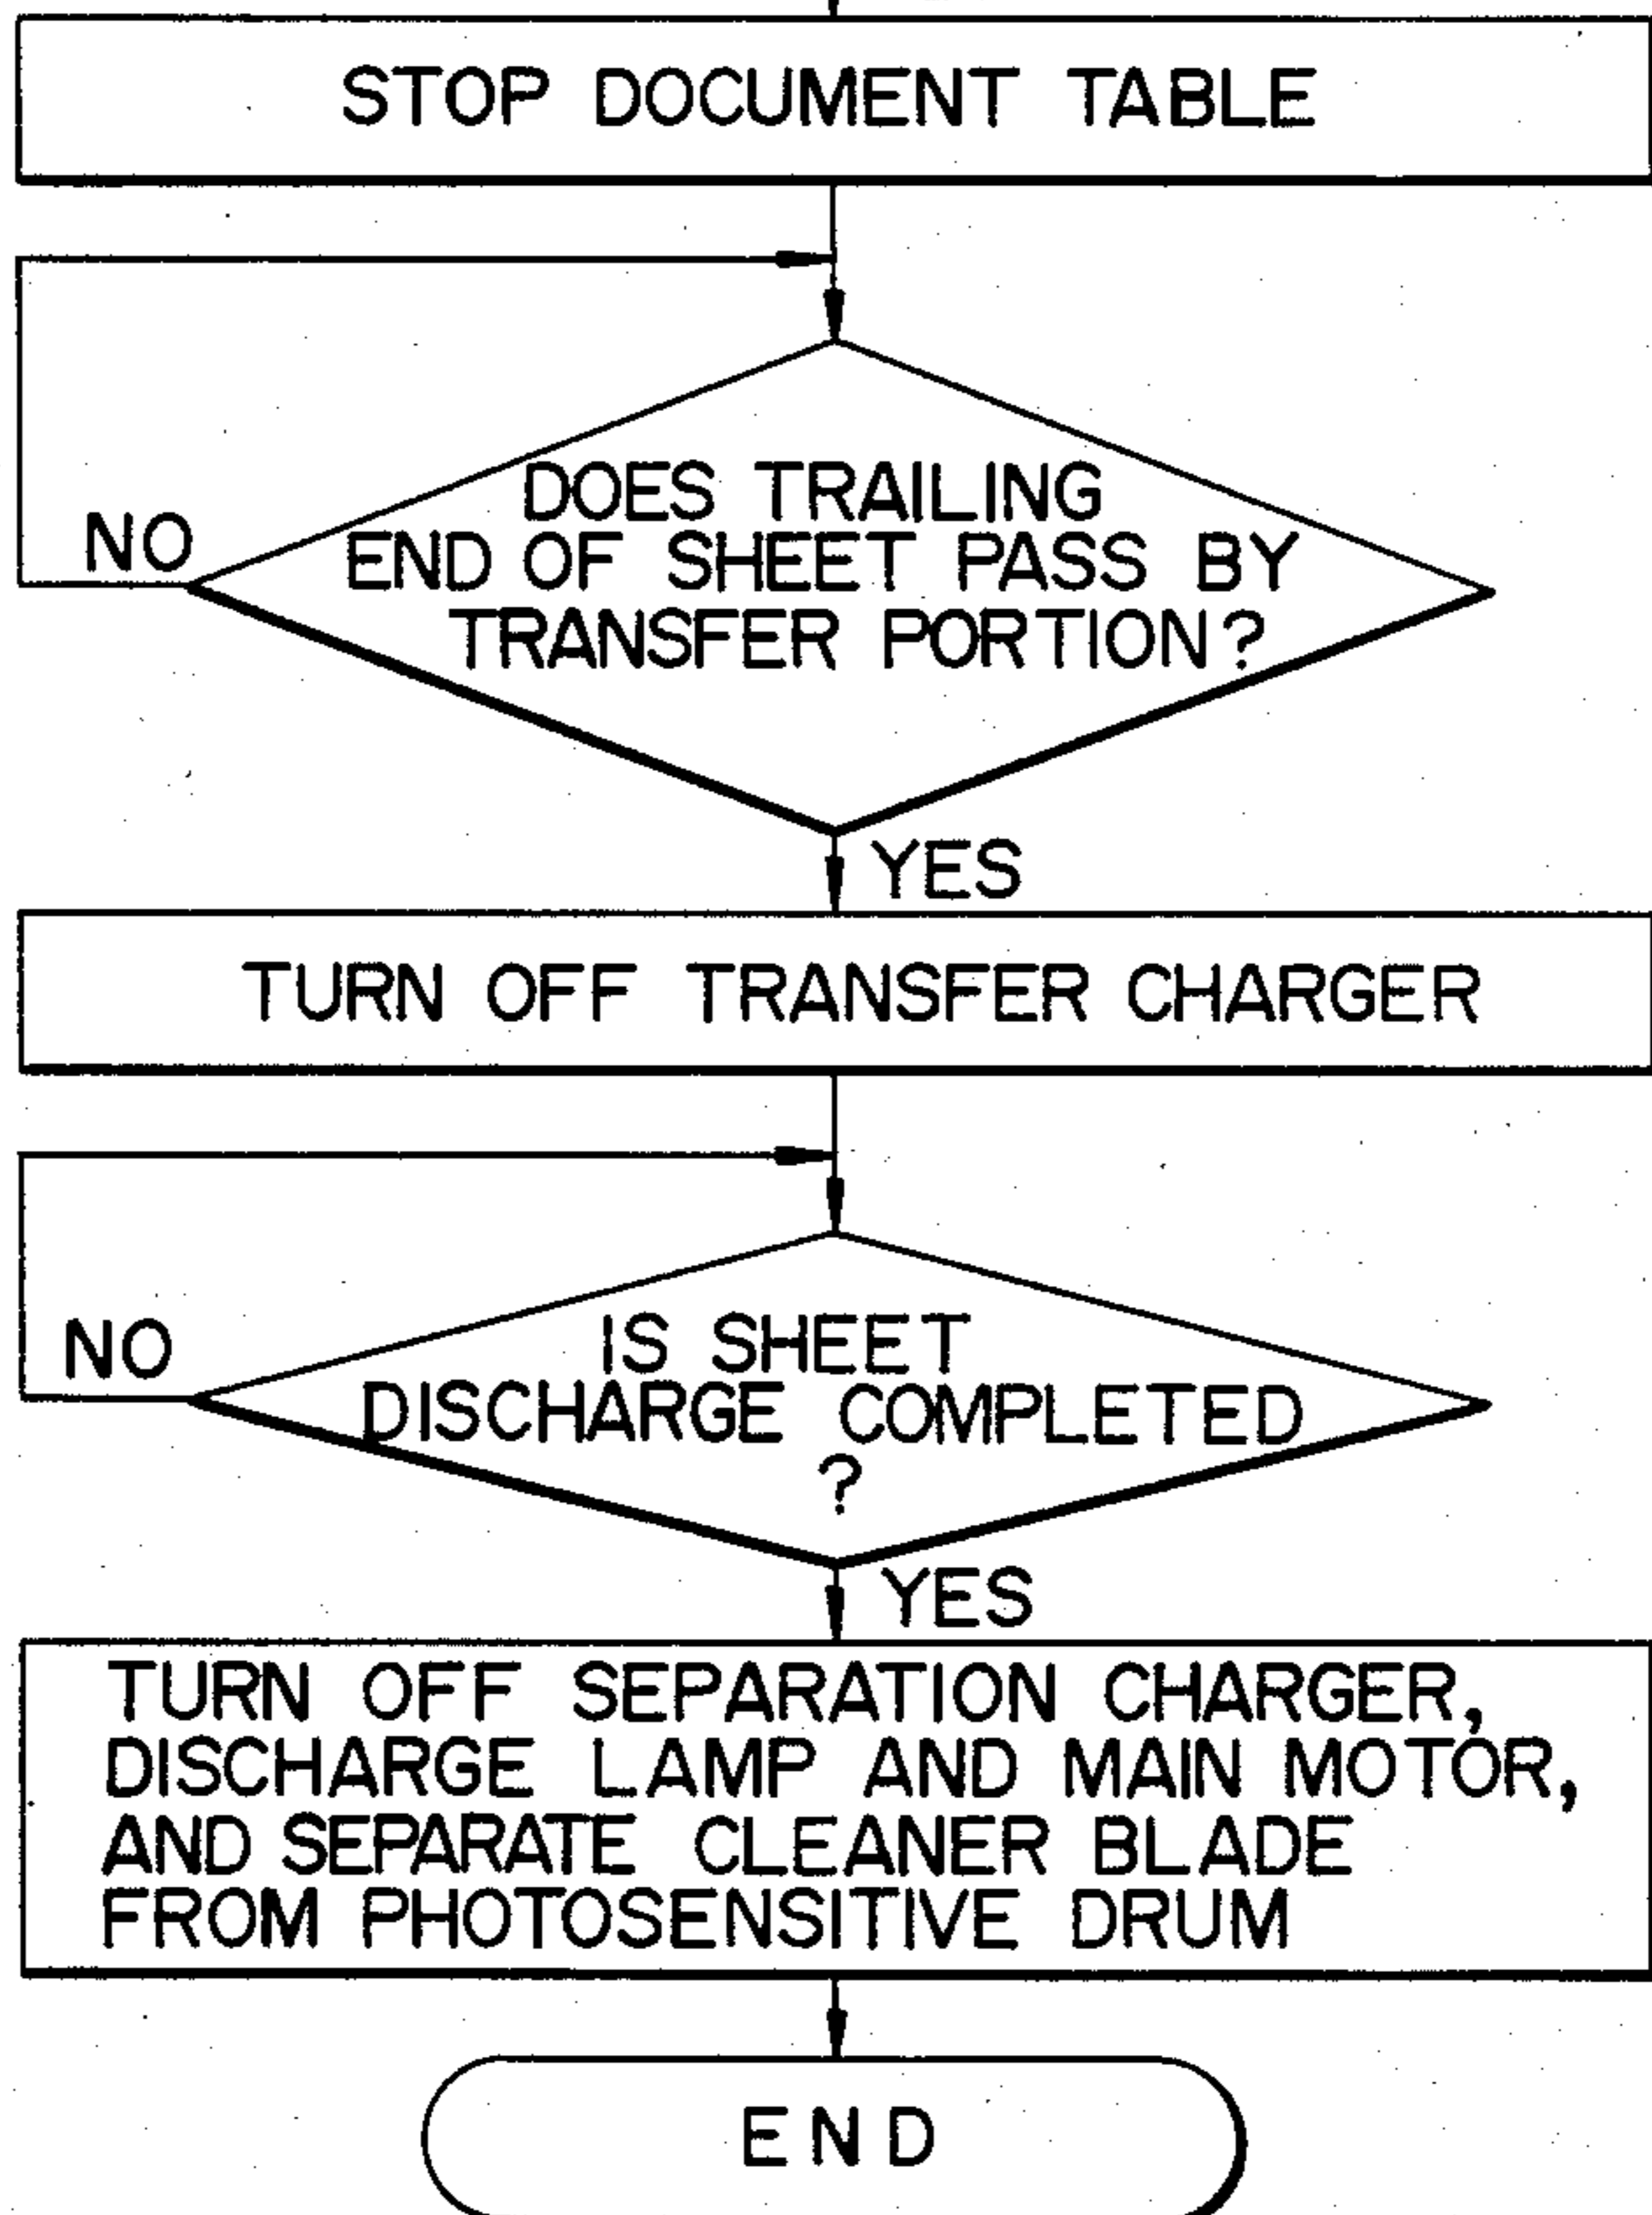 STOP DOCUMENT TABLE
DOES TRAILING
END OF SHEET PASS BY
TRANSFER PORTION?
NO
YES
TURN OFF TRANSFER CHARGER
IS SHEET
DISCHARGE COMPLETED
?
NO
YES
TURN OFF SEPARATION CHARGER,
DISCHARGE LAMP AND MAIN MOTOR,
AND SEPARATE CLEANER BLADE
FROM PHOTOSENSITIVE DRUM
END